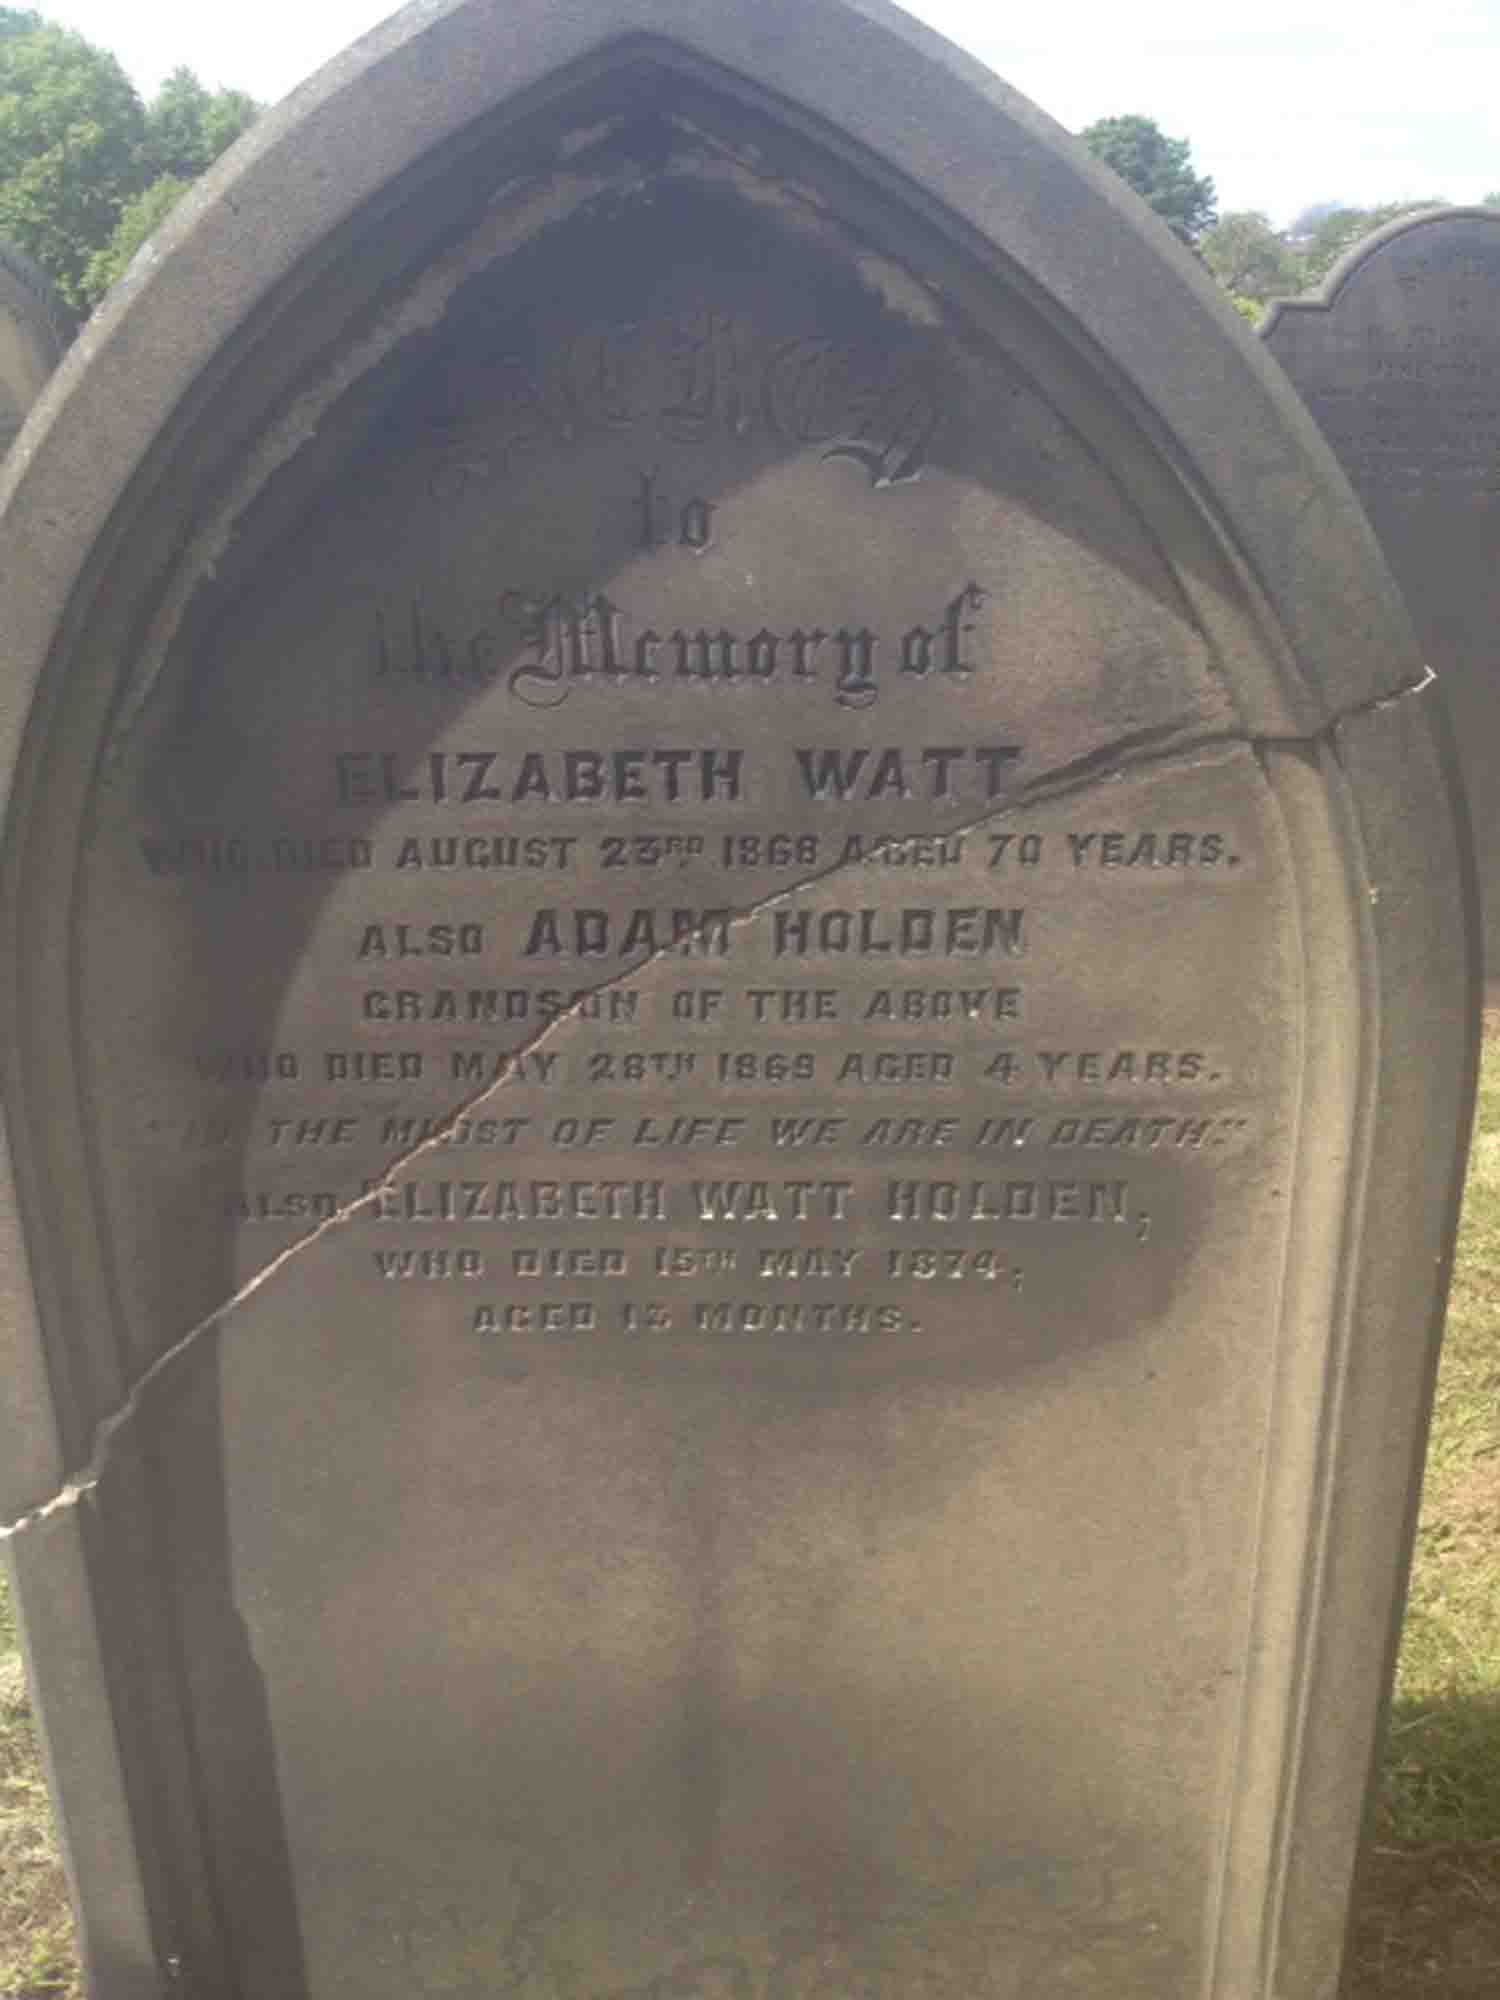 to
the Memory of
ELIZABETH WATT
WHO DIED AUGUST 23RD 1868 AGED 70 YEARS.
ALSO ADAM HOLDEN
GRANDSON OF THE ABOVE
WHO DIED MAY 28TH 1869 AGED 4 YEARS.
"IN THE MIDST OF LIFE WE ARE IN DEATH."
ALSO, ELIZABETH WATT HOLDEN,
WHO DIED 15TH MAY 1874,
AGED 13 MONTHS.